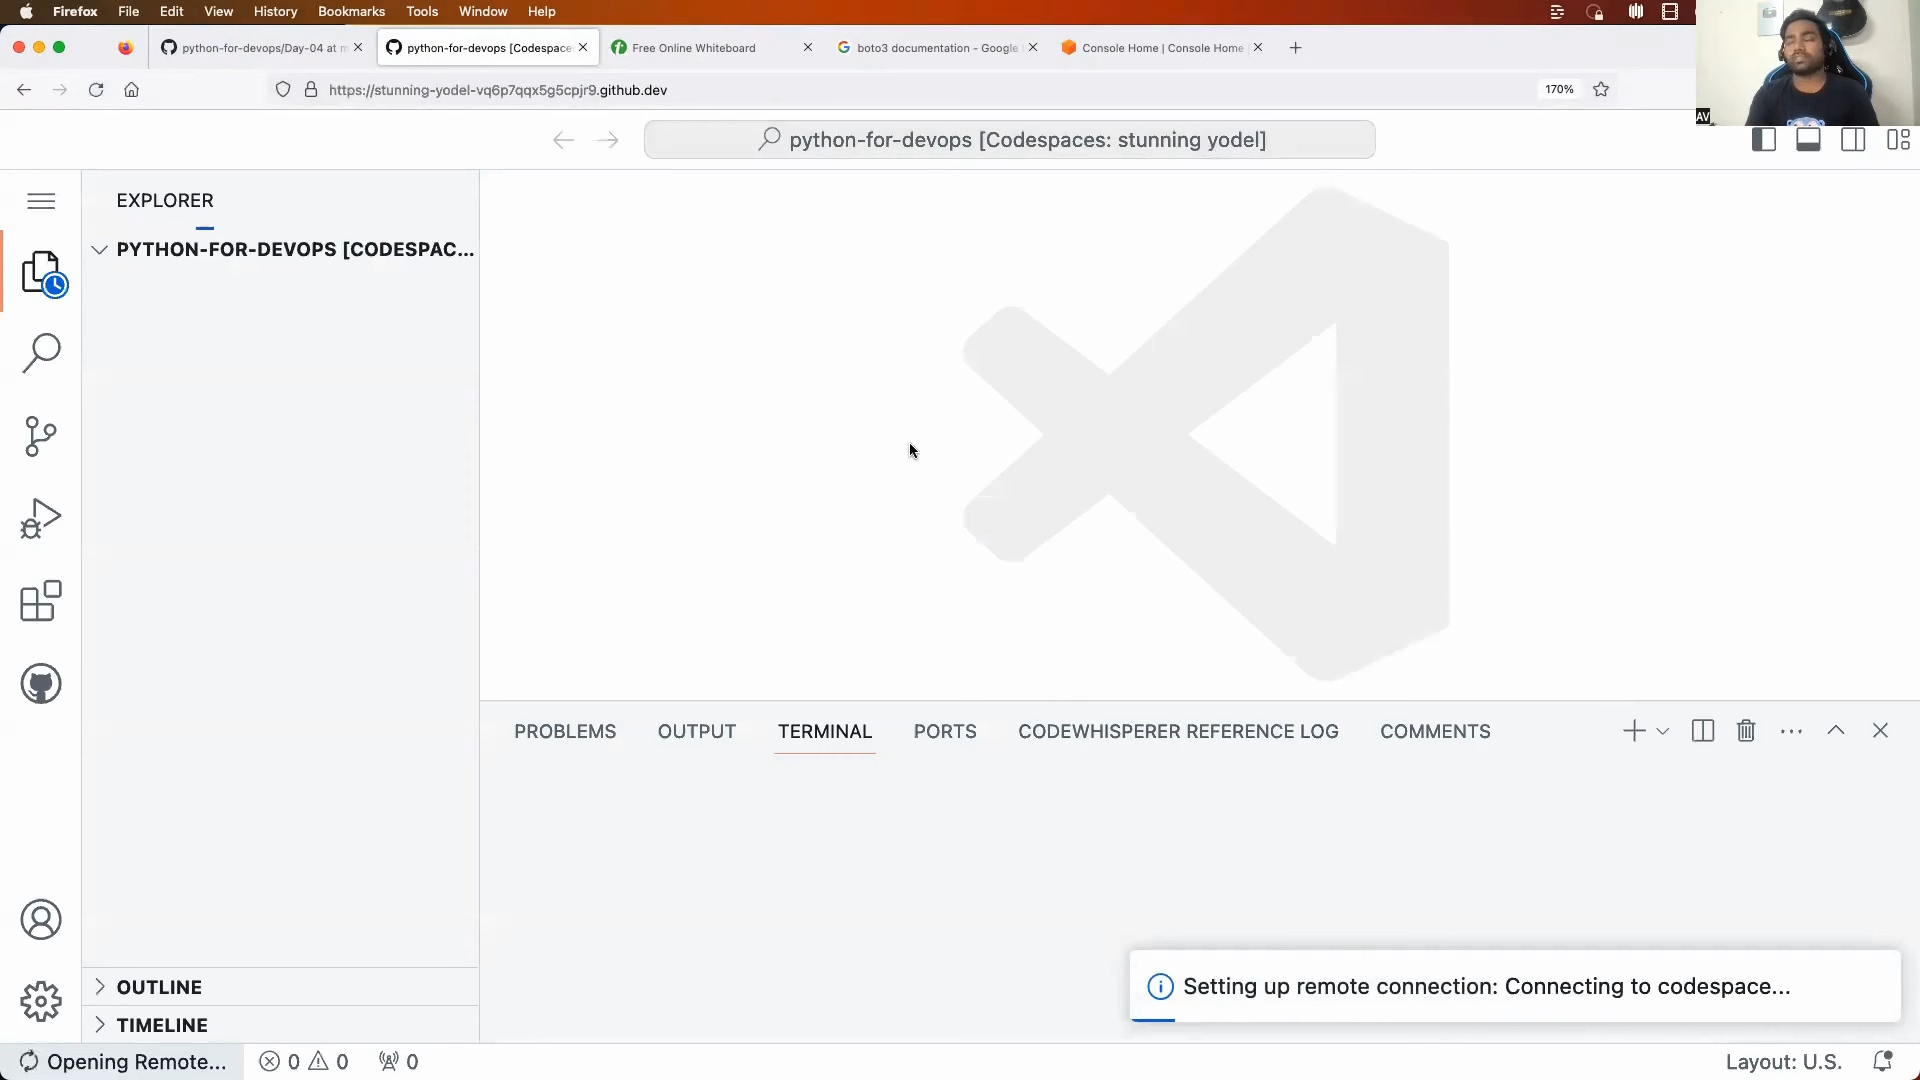 Firefox File Edit View History Bookmarks Tools Window Help
python-for-devops/Day-04 at m
python-for-devops [Codespace
Free Online Whiteboard
boto3 documentation - Google
Console Home | Console Home
https://stunning-yodel-vq6p7qqx5g5cpjr9.github.dev
170%
AV
python-for-devops [Codespaces: stunning yodel]
EXPLORER
PYTHON-FOR-DEVOPS [CODESPAC...
PROBLEMS OUTPUT TERMINAL PORTS CODEWHISPERER REFERENCE LOG COMMENTS
Setting up remote connection: Connecting to codespace...
OUTLINE
TIMELINE
Opening Remote... 0 0 0
Layout: U.S.